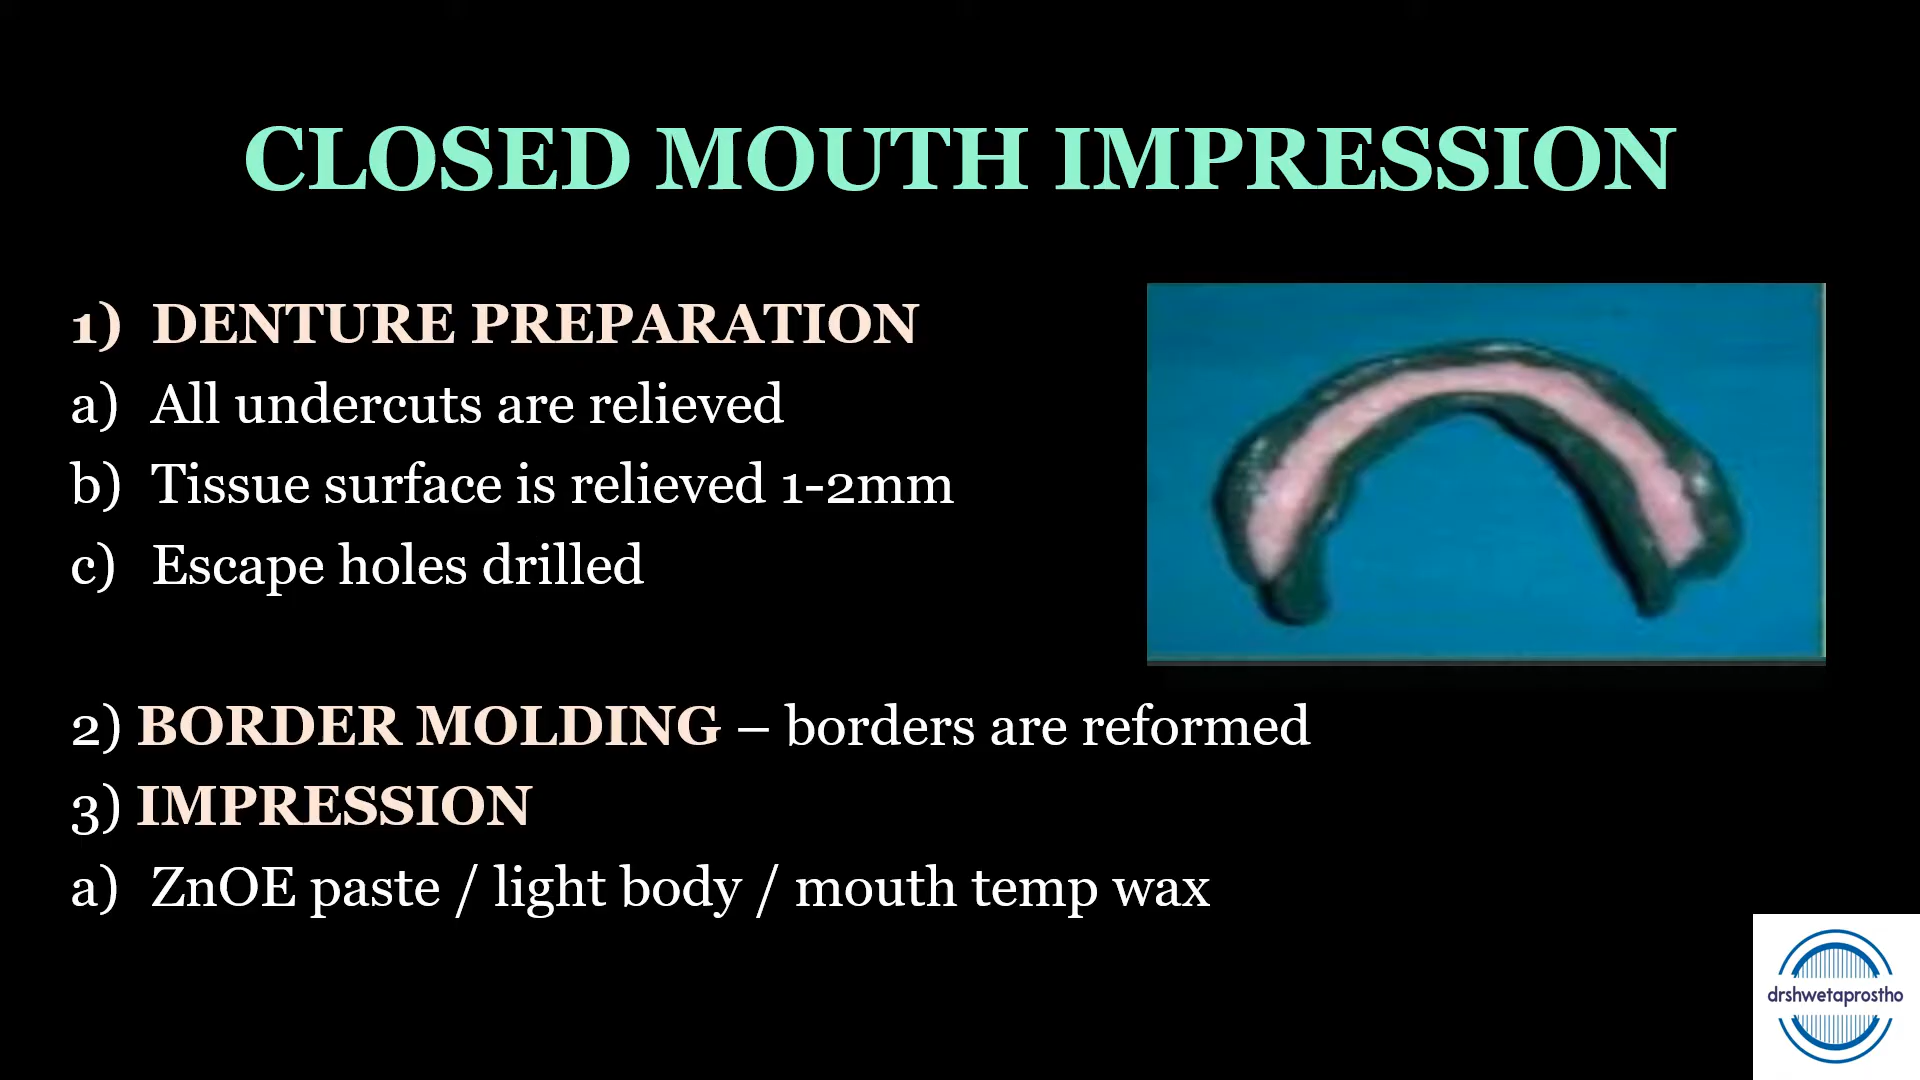 CLOSED MOUTH IMPRESSION
1) DENTURE PREPARATION
a) All undercuts are relieved
b) Tissue surface is relieved 1-2mm
c) Escape holes drilled
2) BORDER MOLDING – borders are reformed
3) IMPRESSION
a) ZnOE paste / light body / mouth temp wax
drshwetaprostho